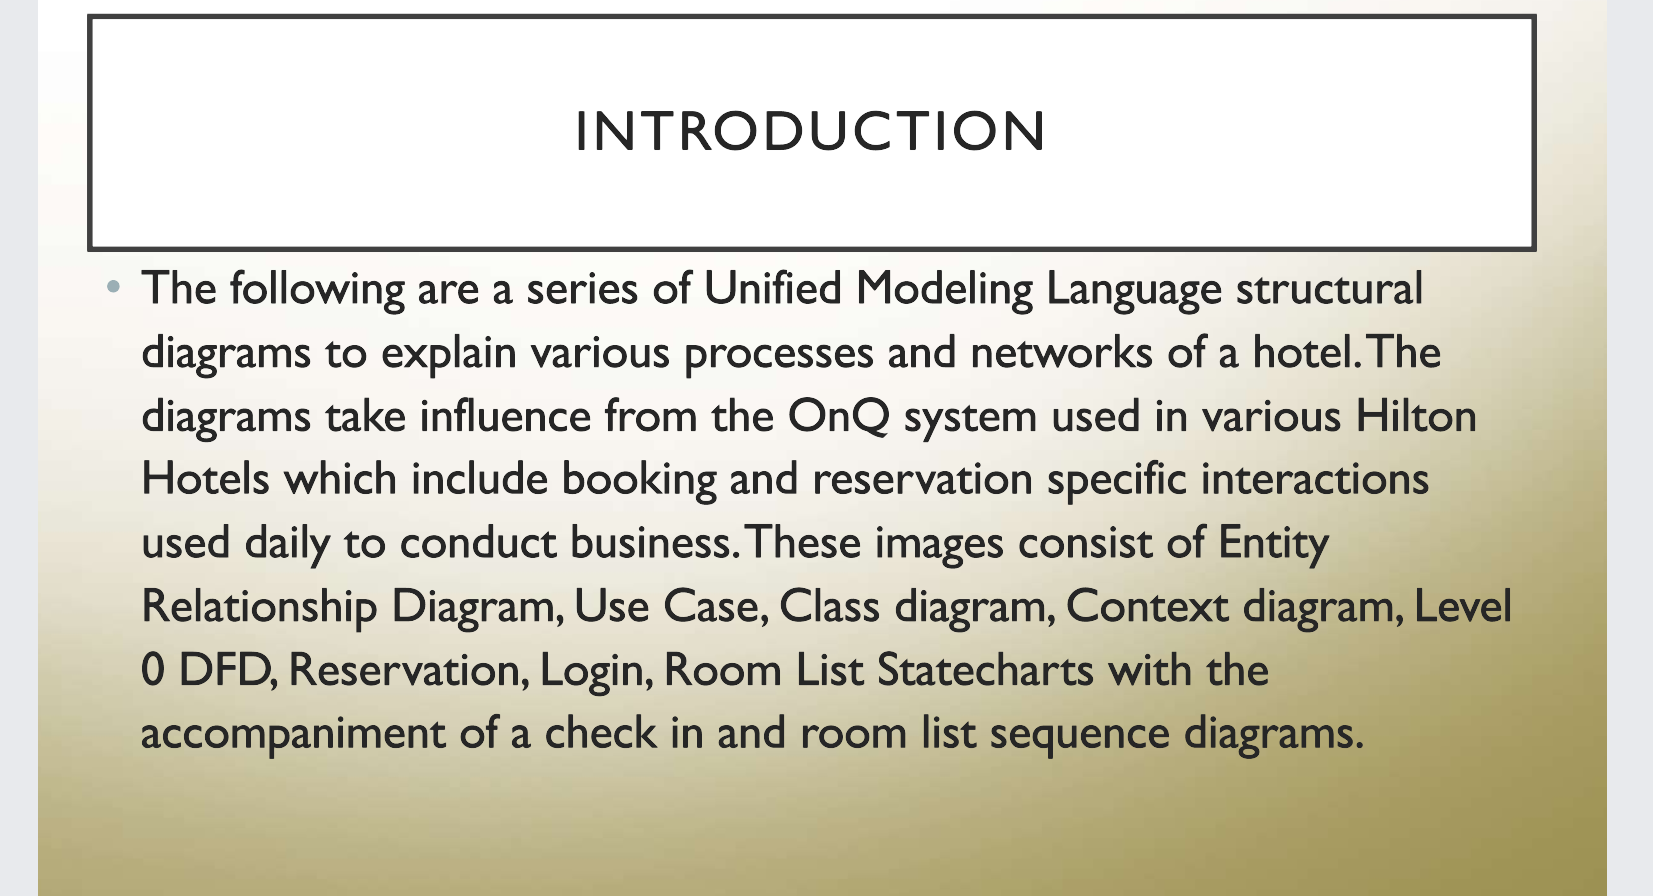 INTRODUCTION
• The following are a series of Unified Modeling Language structural
diagrams to explain various processes and networks of a hotel. The
diagrams take influence from the OnQ system used in various Hilton
Hotels which include booking and reservation specific interactions
used daily to conduct business. These images consist of Entity
Relationship Diagram, Use Case, Class diagram, Context diagram, Level
0 DFD, Reservation, Login, Room List Statecharts with the
accompaniment of a check in and room list sequence diagrams.